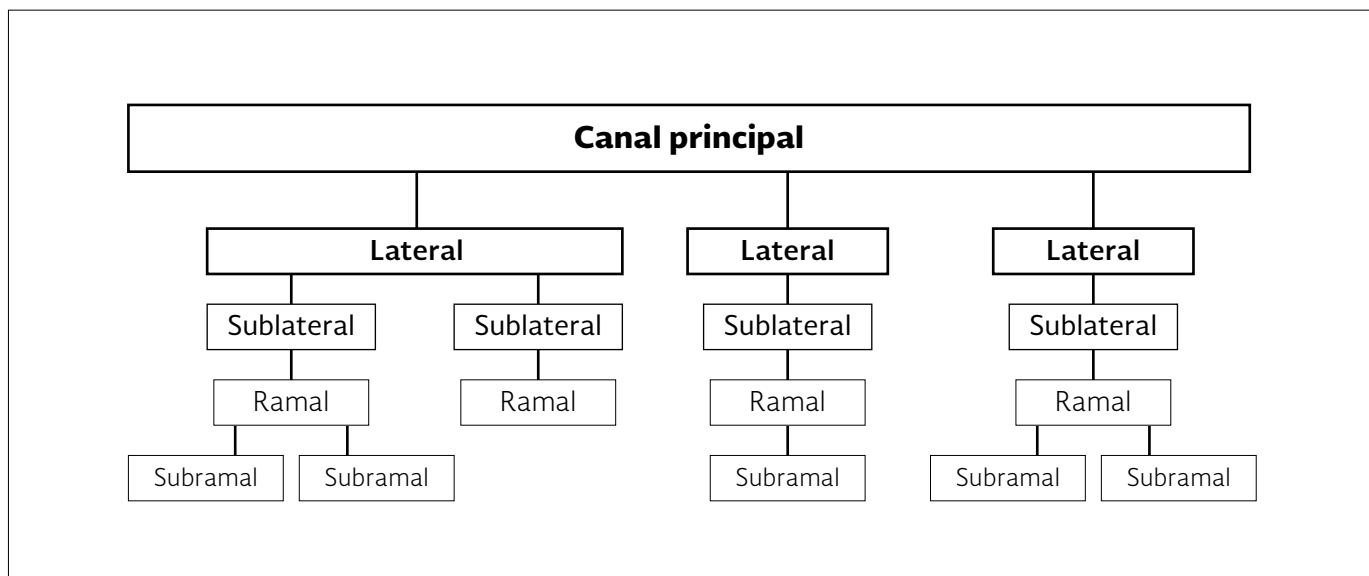 Canal principal
Lateral Lateral Lateral
Sublateral Sublateral Sublateral Sublateral
Ramal Ramal Ramal Ramal
Subramal Subramal Subramal Subramal Subramal